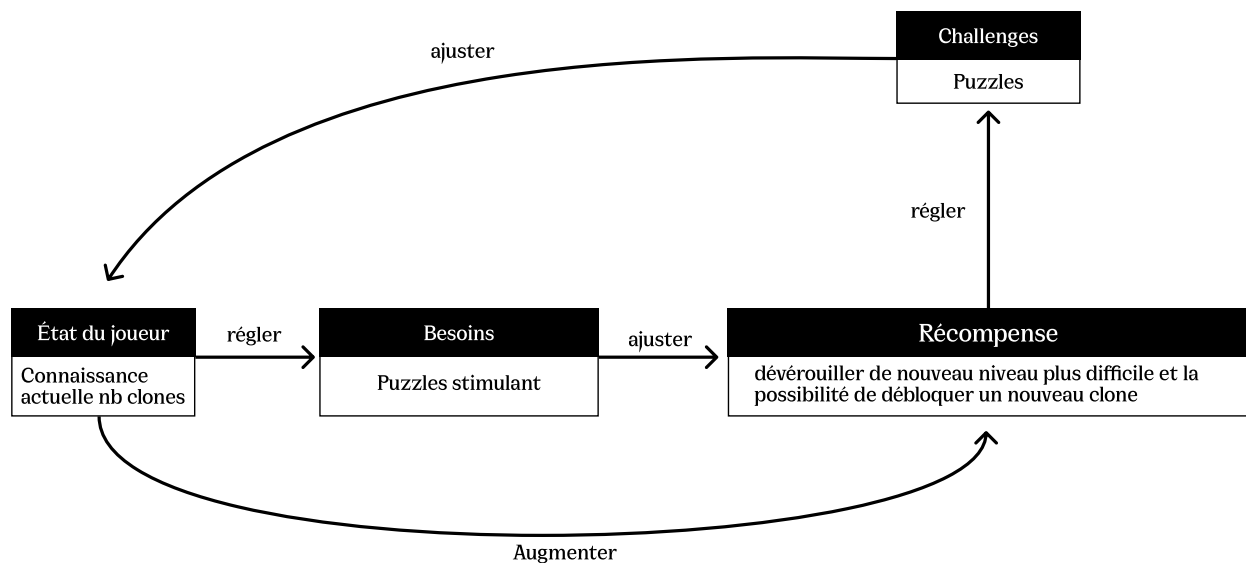 Challenges
ajuster
Puzzles
régler
État du joueur
régler
Besoins
ajuster
Récompense
Connaissance
actuelle nb clones
Puzzles stimulant
dévérouiller de nouveau niveau plus difficile et la
possibilité de débloquer un nouveau clone
Augmenter